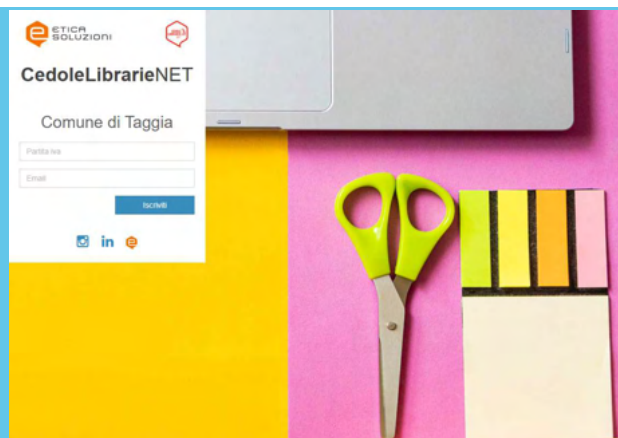 ETICA
SOLUZIONI
CedoleLibrarieNET
Comune di Taggia
Partita iva
Email
Iscriviti